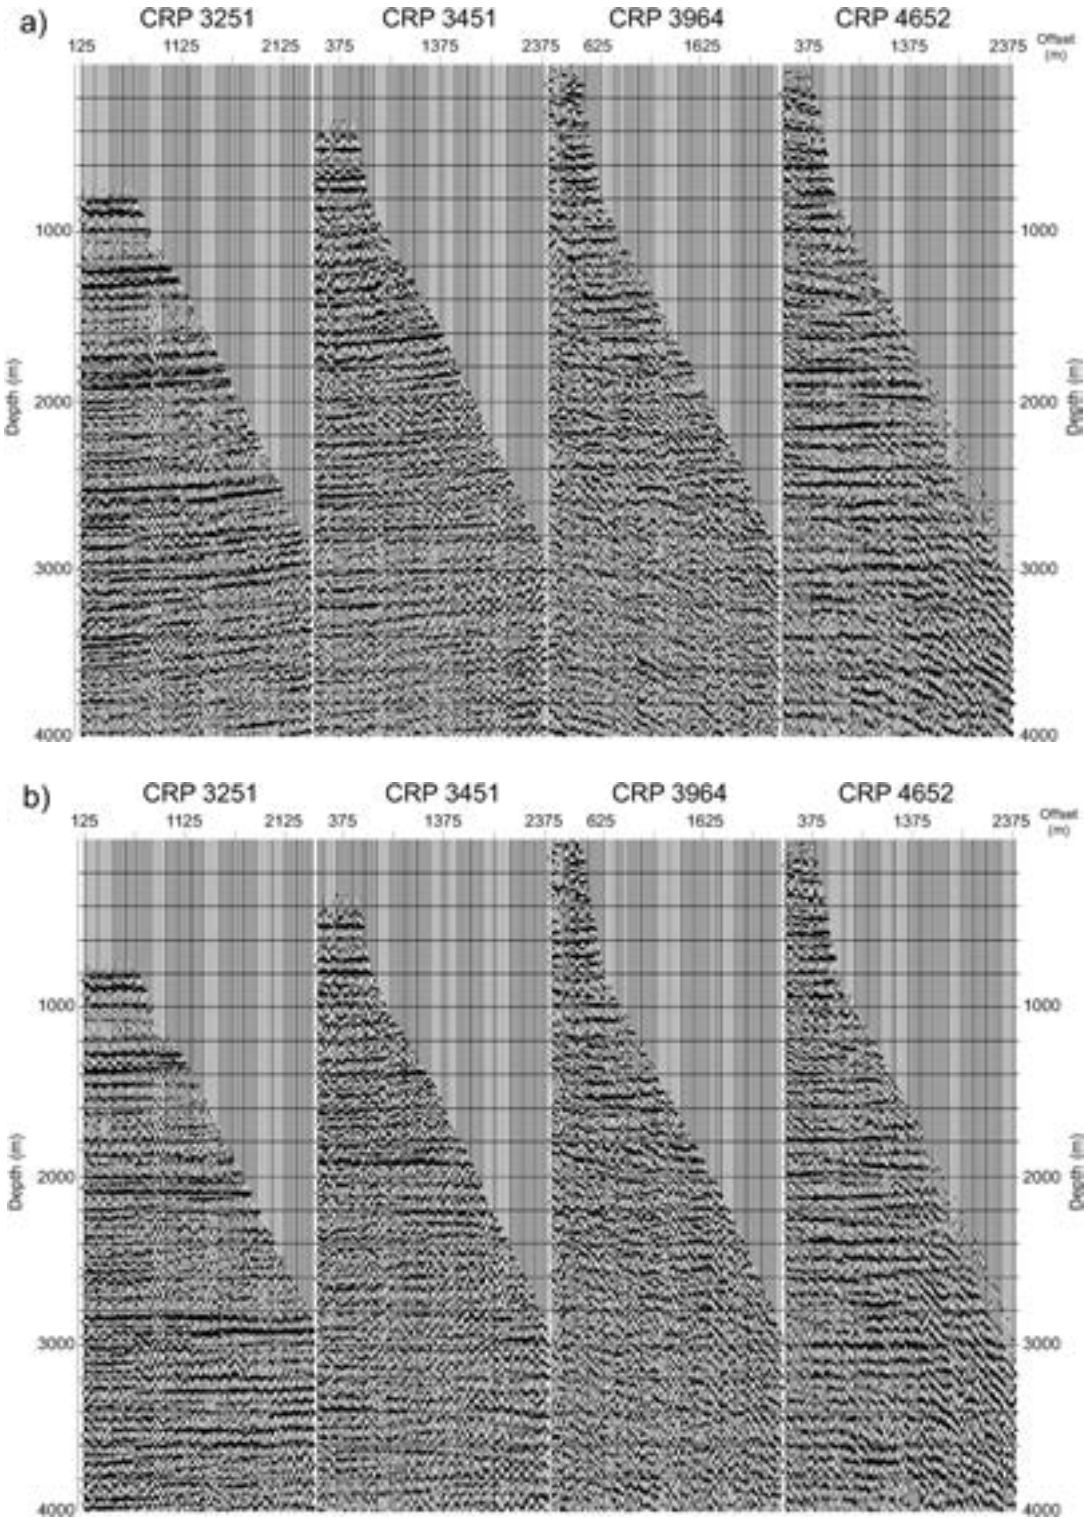 a)
CRP 3251 CRP 3451 CRP 3964 CRP 4652
125 1125 2125 375 1375 2375 625 1625 375 1375 2375 Offset
(m)
1000 1000
Depth (m) Depth (m)
2000 2000
3000 3000
4000 4000
b)
CRP 3251 CRP 3451 CRP 3964 CRP 4652
125 1125 2125 375 1375 2375 625 1625 375 1375 2375 Offset
(m)
1000 1000
Depth (m) Depth (m)
2000 2000
3000 3000
4000 4000